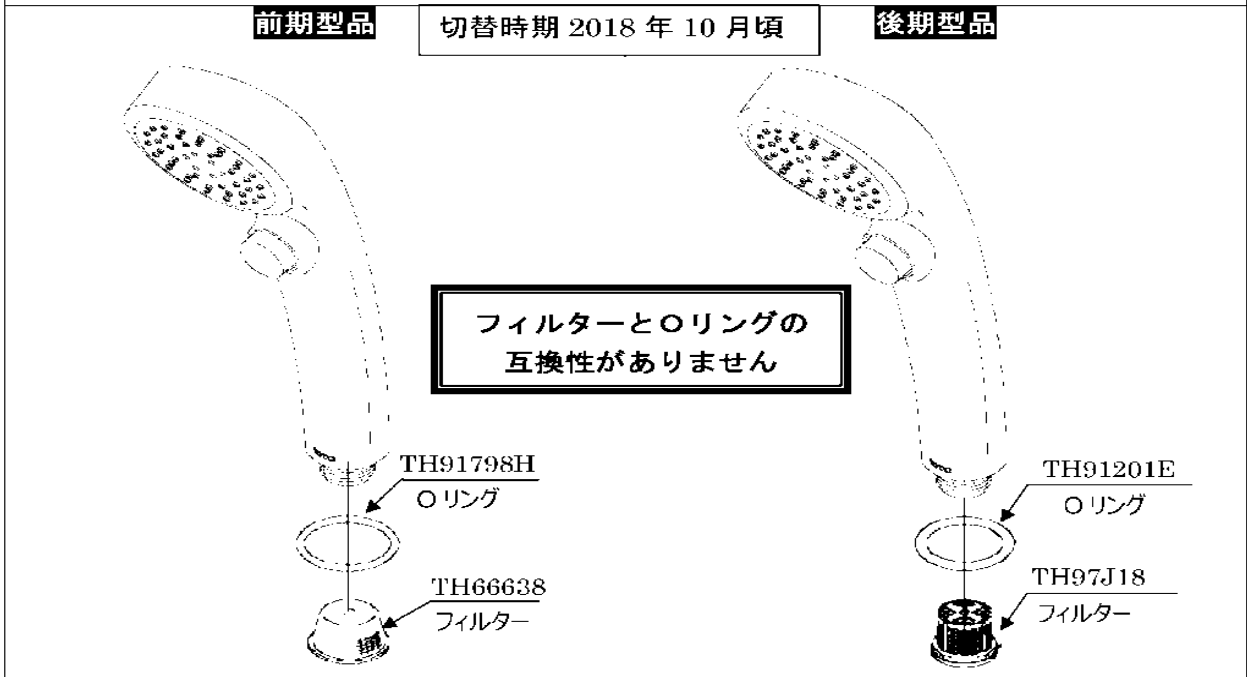 前期型品
切替時期 2018 年 10 月頃
後期型品
フィルターとOリングの
互換性がありません
TH91798H
O リング
TH66638
フィルター
TH91201E
O リング
TH97J18
フィルター